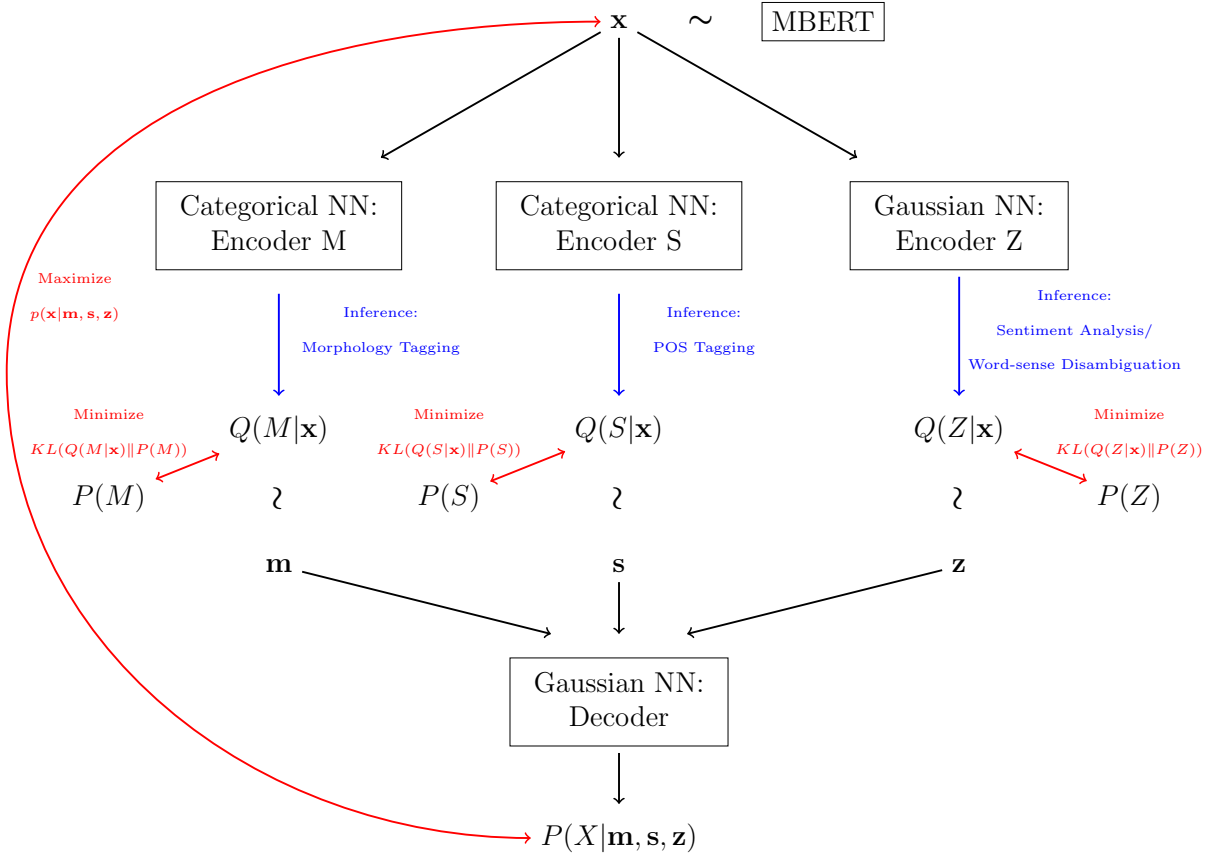 x ∼ MBERT
Categorical NN:
Encoder M
Categorical NN:
Encoder S
Gaussian NN:
Encoder Z
Maximize
p(x|m, s, z)
Inference:
Morphology Tagging
Inference:
POS Tagging
Inference:
Sentiment Analysis/
Word-sense Disambiguation
Minimize
KL(Q(M|x)‖P(M))
Q(M|x)
Minimize
KL(Q(S|x)‖P(S))
Q(S|x)
Q(Z|x)
Minimize
KL(Q(Z|x)‖P(Z))
P(M) ∼ P(S) ∼ ∼ P(Z)
m s z
Gaussian NN:
Decoder
P(X|m, s, z)